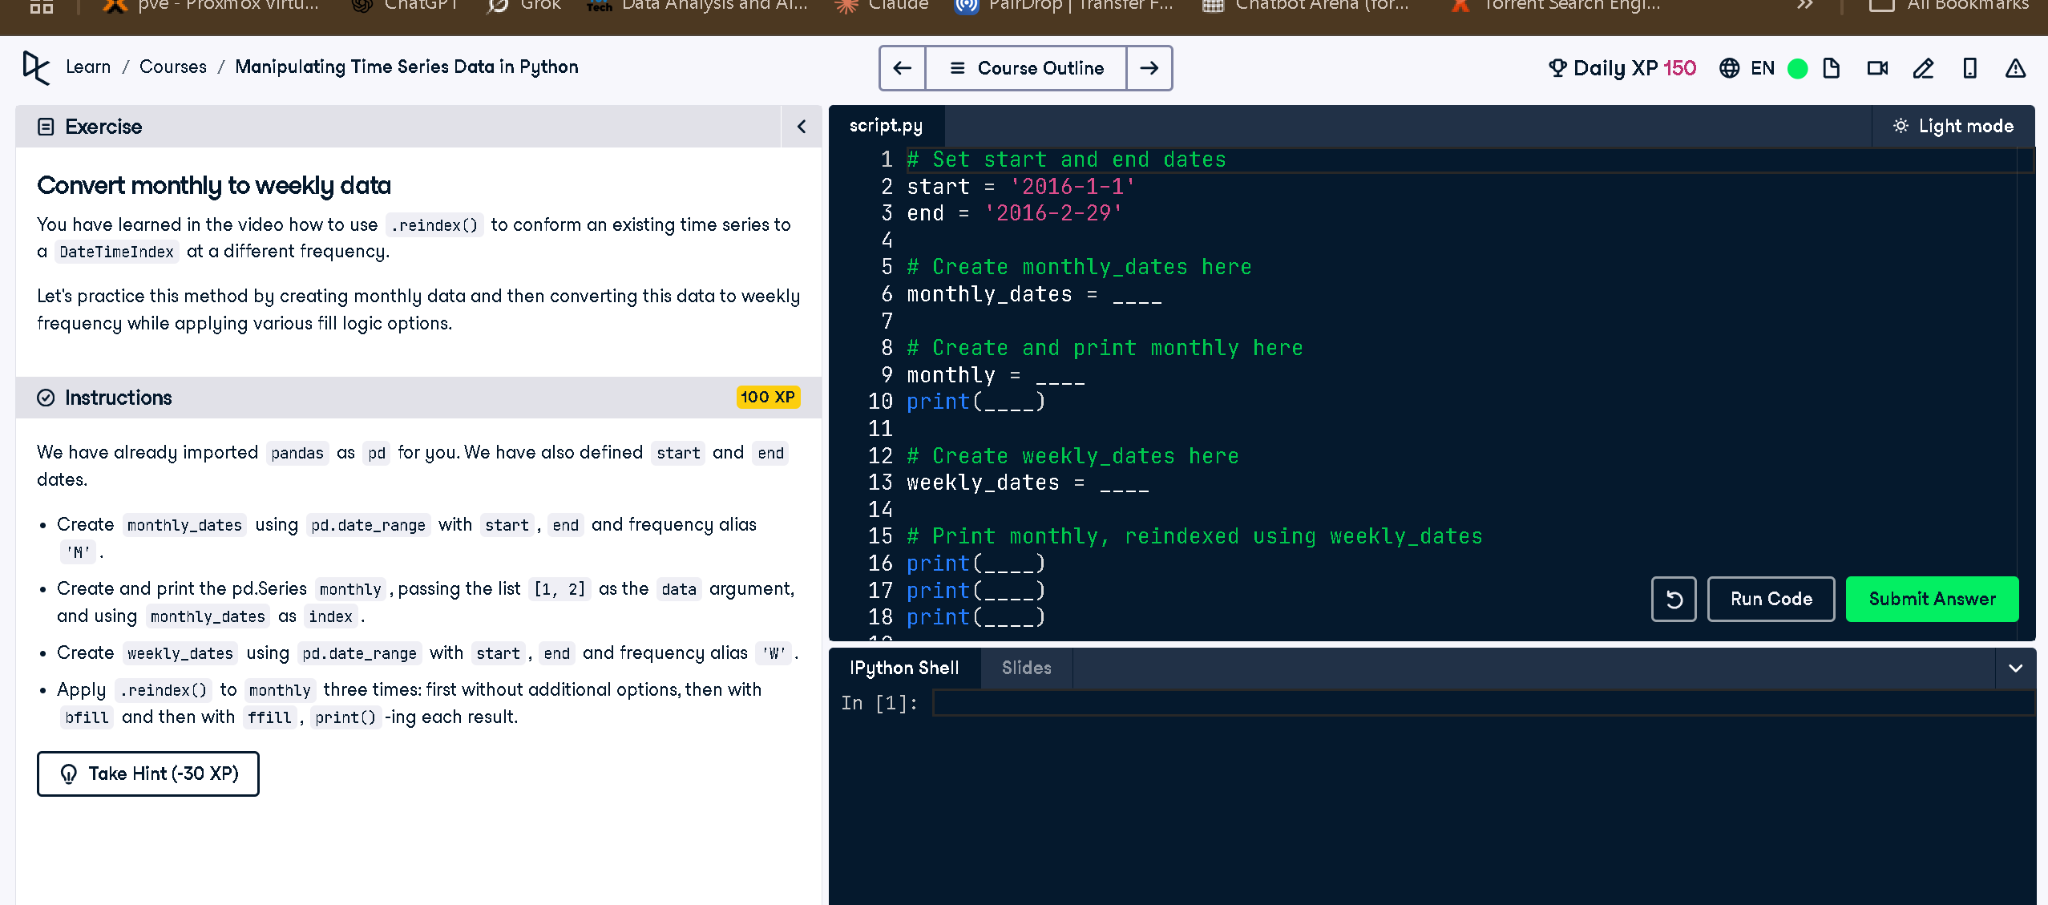 pve - Proxmox Virtu...
ChatGPT
Grok
Tech
Data Analysis and AI...
Claude
PairDrop | Transfer F...
Chatbot Arena (for...
Torrent Search Engi...
All Bookmarks
Learn / Courses / Manipulating Time Series Data in Python
Course Outline
Daily XP 150
EN
Exercise
Convert monthly to weekly data
You have learned in the video how to use .reindex() to conform an existing time series to
a DateTimeIndex at a different frequency.
Let's practice this method by creating monthly data and then converting this data to weekly
frequency while applying various fill logic options.
Instructions
100 XP
We have already imported pandas as pd for you. We have also defined start and end
dates.
• Create monthly_dates using pd.date_range with start, end and frequency alias
'M'.
• Create and print the pd.Series monthly, passing the list [1, 2] as the data argument,
and using monthly_dates as index.
• Create weekly_dates using pd.date_range with start, end and frequency alias 'W'.
• Apply .reindex() to monthly three times: first without additional options, then with
bfill and then with ffill, print()-ing each result.
Take Hint (-30 XP)
script.py
Light mode
1 # Set start and end dates
2 start = '2016-1-1'
3 end = '2016-2-29'
4
5 # Create monthly_dates here
6 monthly_dates = ____
7
8 # Create and print monthly here
9 monthly = ____
10 print(____)
11
12 # Create weekly_dates here
13 weekly_dates = ____
14
15 # Print monthly, reindexed using weekly_dates
16 print(____)
17 print(____)
18 print(____)
19
Run Code
Submit Answer
IPython Shell
Slides
In [1]: